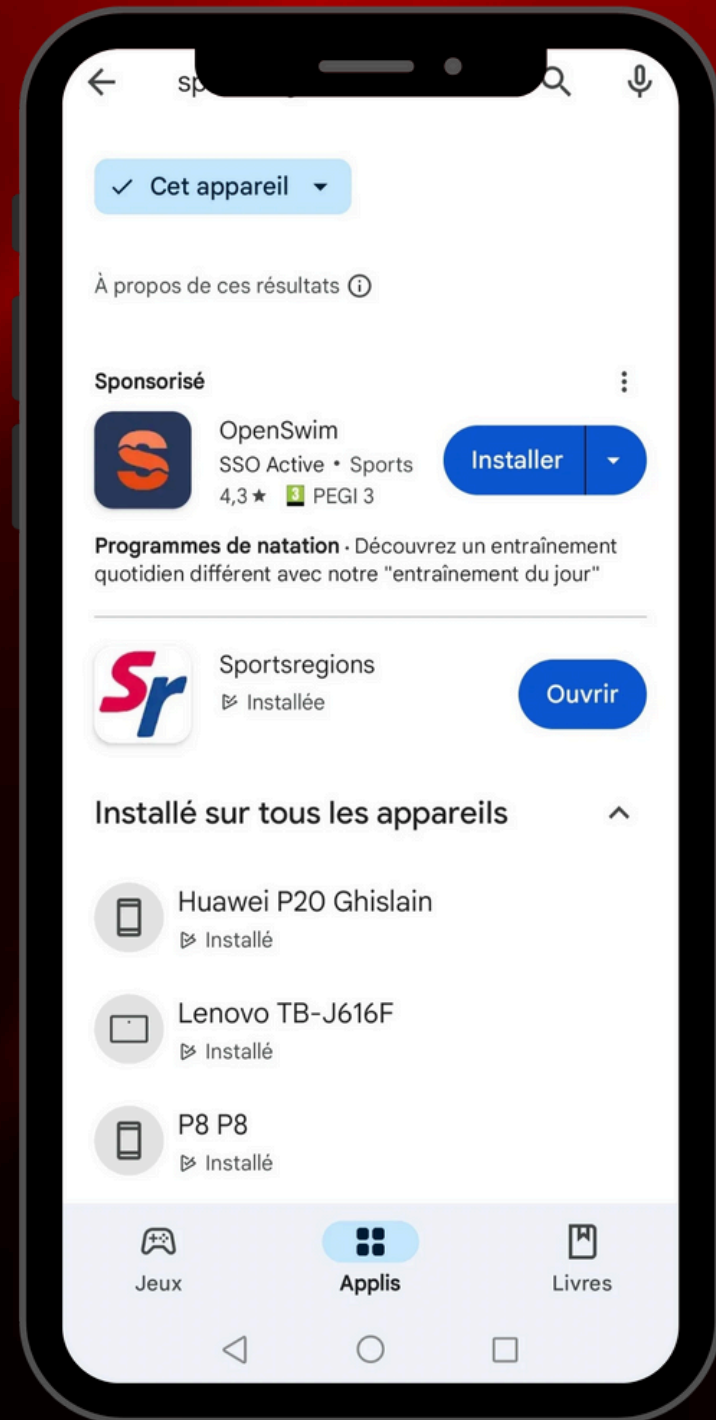 Cet appareil
À propos de ces résultats
Sponsorisé
OpenSwim
SSO Active • Sports
4,3★ 3 PEGI 3
Installer
Programmes de natation · Découvrez un entraînement
quotidien différent avec notre "entraînement du jour"
Sr
Sportsregions
Installée
Ouvrir
Installé sur tous les appareils
Huawei P20 Ghislain
Installé
Lenovo TB-J616F
Installé
P8 P8
Installé
Jeux
Applis
Livres